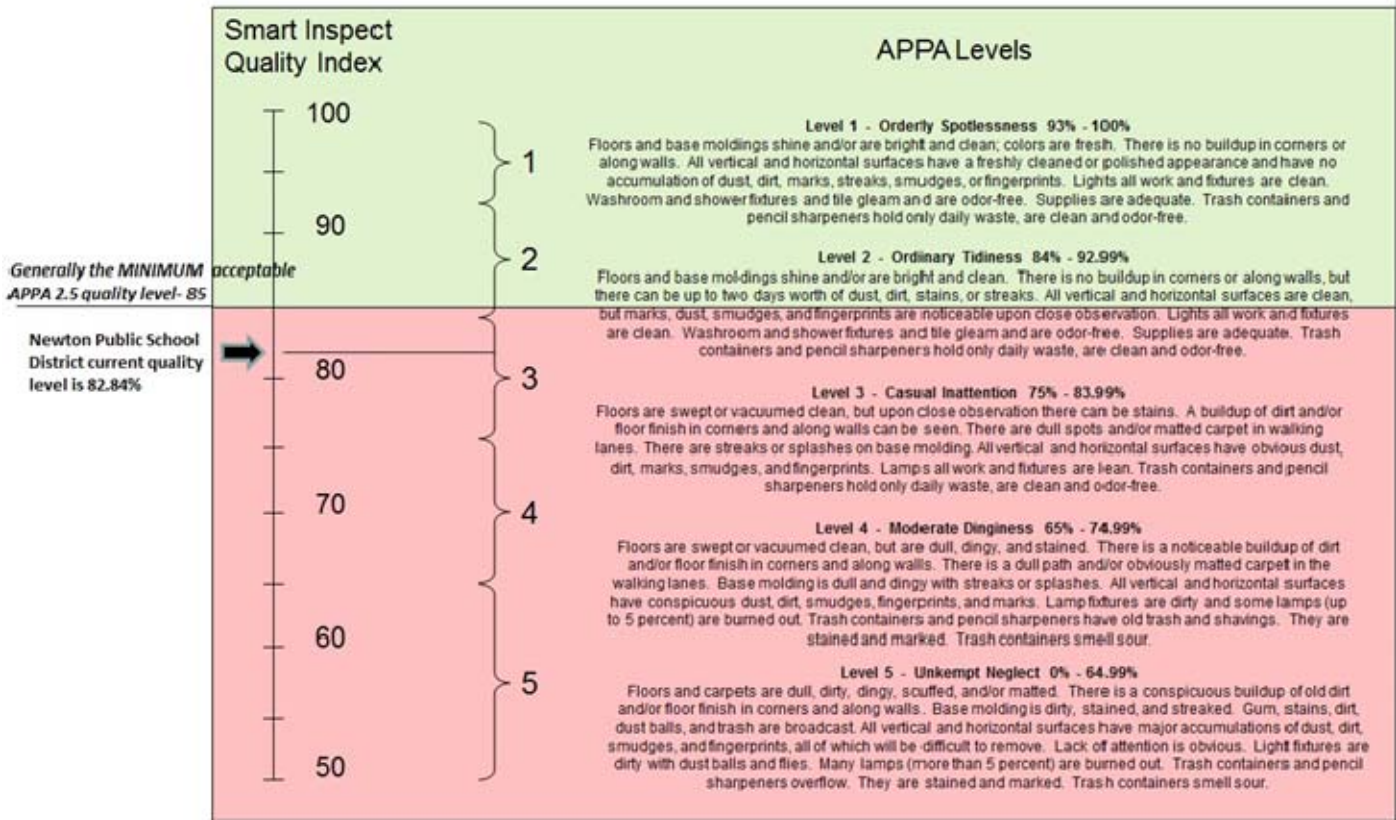 Smart Inspect
Quality Index
APPA Levels
100
90
80
70
60
50
1
2
3
4
5
Generally the MINIMUM acceptable
APPA 2.5 quality level- 85
Newton Public School
District current quality
level is 82.84%
Level 1 - Orderly Spotlessness 93% - 100%
Floors and base moldings shine and/or are bright and clean; colors are fresh. There is no buildup in corners or
along walls. All vertical and horizontal surfaces have a freshly cleaned or polished appearance and have no
accumulation of dust, dirt, marks, streaks, smudges, or fingerprints. Lights all work and fixtures are clean.
Washroom and shower fixtures and tile gleam and are odor-free. Supplies are adequate. Trash containers and
pencil sharpeners hold only daily waste, are clean and odor-free.
Level 2 - Ordinary Tidiness 84% - 92.99%
Floors and base moldings shine and/or are bright and clean. There is no buildup in corners or along walls, but
there can be up to two days worth of dust, dirt, stains, or streaks. All vertical and horizontal surfaces are clean,
but marks, dust, smudges, and fingerprints are noticeable upon close observation. Lights all work and fixtures
are clean. Washroom and shower fixtures and tile gleam and are odor-free. Supplies are adequate. Trash
containers and pencil sharpeners hold only daily waste, are clean and odor-free.
Level 3 - Casual Inattention 75% - 83.99%
Floors are swept or vacuumed clean, but upon close observation there can be stains. A buildup of dirt and/or
floor finish in corners and along walls can be seen. There are dull spots and/or matted carpet in walking
lanes. There are streaks or splashes on base molding. All vertical and horizontal surfaces have obvious dust,
dirt, marks, smudges, and fingerprints. Lamps all work and fixtures are lean. Trash containers and pencil
sharpeners hold only daily waste, are clean and odor-free.
Level 4 - Moderate Dinginess 65% - 74.99%
Floors are swept or vacuumed clean, but are dull, dingy, and stained. There is a noticeable buildup of dirt
and/or floor finish in corners and along walls. There is a dull path and/or obviously matted carpet in the
walking lanes. Base molding is dull and dingy with streaks or splashes. All vertical and horizontal surfaces
have conspicuous dust, dirt, smudges, fingerprints, and marks. Lamp fixtures are dirty and some lamps (up
to 5 percent) are burned out. Trash containers and pencil sharpeners have old trash and shavings. They are
stained and marked. Trash containers smell sour.
Level 5 - Unkempt Neglect 0% - 64.99%
Floors and carpets are dull, dirty, dingy, scuffed, and/or matted. There is a conspicuous buildup of old dirt
and/or floor finish in corners and along walls. Base molding is dirty, stained, and streaked. Gum, stains, dirt,
dust balls, and trash are broadcast. All vertical and horizontal surfaces have major accumulations of dust, dirt,
smudges, and fingerprints, all of which will be difficult to remove. Lack of attention is obvious. Light fixtures are
dirty with dust balls and flies. Many lamps (more than 5 percent) are burned out. Trash containers and pencil
sharpeners overflow. They are stained and marked. Trash containers smell sour.